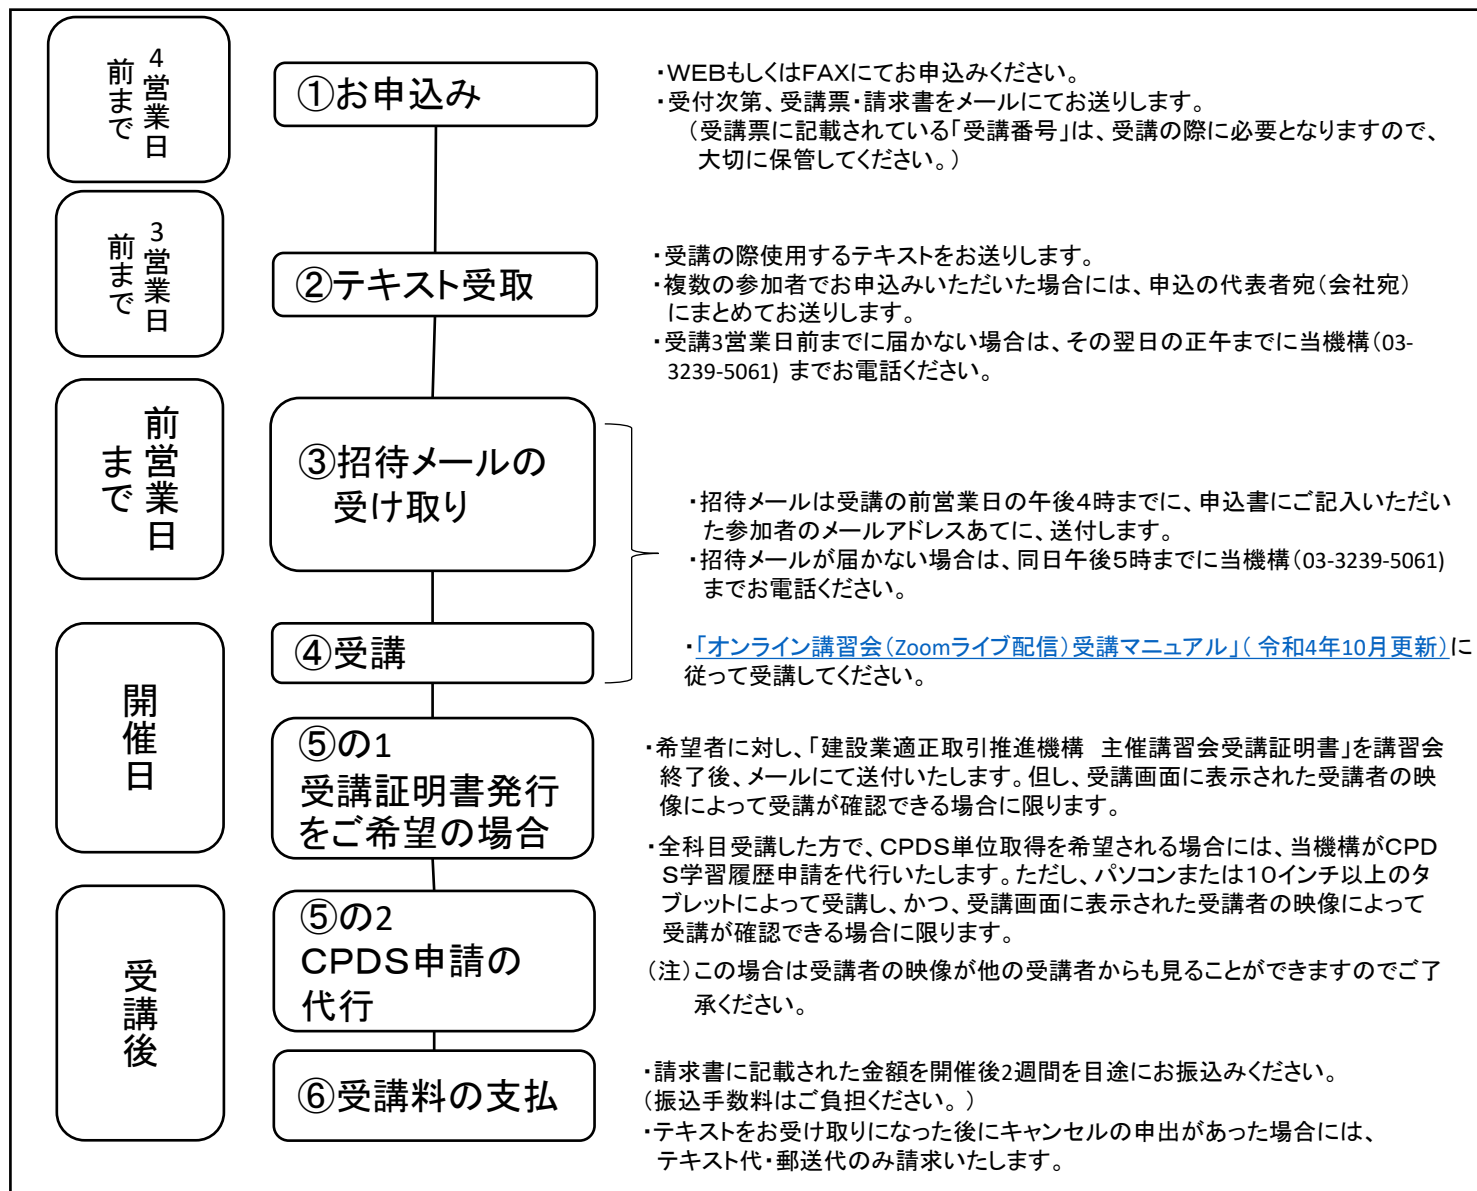 4営業日
前まで
①お申込み
・WEBもしくはFAXにてお申込みください。
・受付次第、受講票・請求書をメールにてお送りします。
（受講票に記載されている「受講番号」は、受講の際に必要となりますので、
大切に保管してください。）
3営業日
前まで
②テキスト受取
・受講の際使用するテキストをお送りします。
・複数の参加者でお申込みいただいた場合には、申込の代表者宛（会社宛）
にまとめてお送りします。
・受講3営業日前までに届かない場合は、その翌日の正午までに当機構（03-
3239-5061) までお電話ください。
前営業日
まで
③招待メールの
受け取り
・招待メールは受講の前営業日の午後４時までに、申込書にご記入いただい
た参加者のメールアドレスあてに、送付します。
・招待メールが届かない場合は、同日午後５時までに当機構（03-3239-5061)
までお電話ください。
開催日
④受講
・「オンライン講習会（Zoomライブ配信）受講マニュアル」（ 令和4年10月更新）に
従って受講してください。
⑤の1
受講証明書発行
をご希望の場合
・希望者に対し、「建設業適正取引推進機構　主催講習会受講証明書」を講習会
終了後、メールにて送付いたします。但し、受講画面に表示された受講者の映
像によって受講が確認できる場合に限ります。
受講後
⑤の2
CPDS申請の
代行
・全科目受講した方で、CPDS単位取得を希望される場合には、当機構がCPD
S学習履歴申請を代行いたします。ただし、パソコンまたは１０インチ以上のタ
ブレットによって受講し、かつ、受講画面に表示された受講者の映像によって
受講が確認できる場合に限ります。
（注）この場合は受講者の映像が他の受講者からも見ることができますのでご了
承ください。
⑥受講料の支払
・請求書に記載された金額を開催後2週間を目途にお振込みください。
（振込手数料はご負担ください。）
・テキストをお受け取りになった後にキャンセルの申出があった場合には、
テキスト代・郵送代のみ請求いたします。